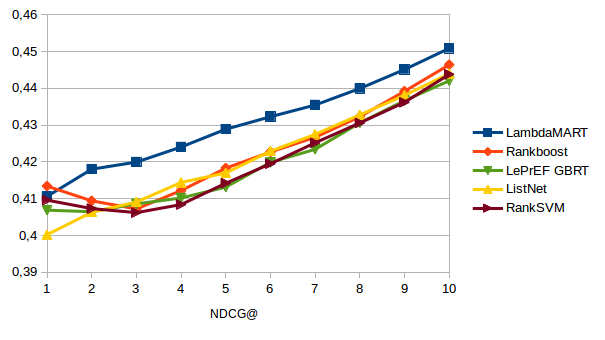 0,46
0,45
0,44
0,43
0,42
0,41
0,4
0,39
1 2 3 4 5 6 7 8 9 10
NDCG@
LambdaMART
Rankboost
LePrEF GBRT
ListNet
RankSVM